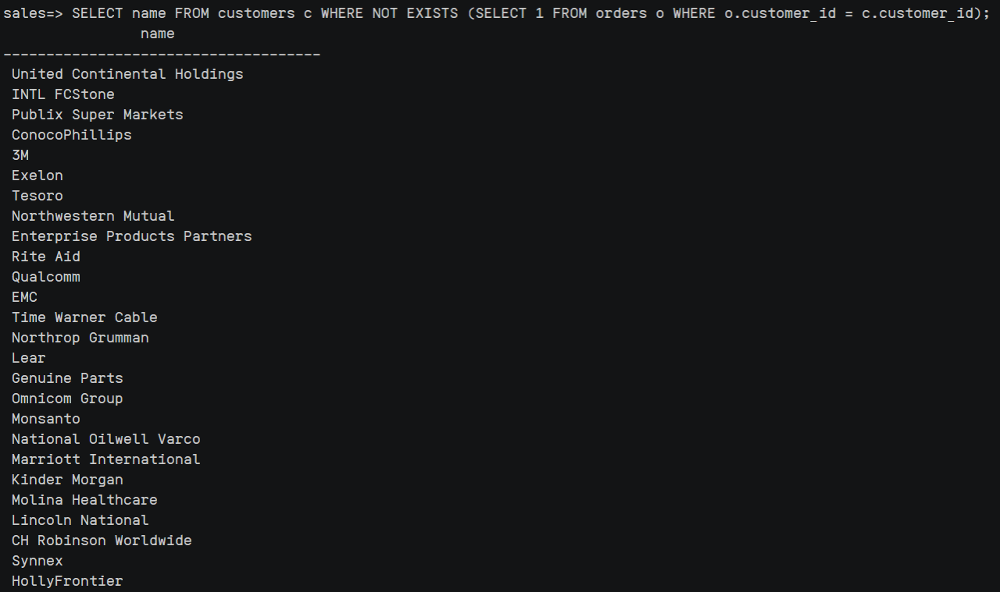 sales=> SELECT name FROM customers c WHERE NOT EXISTS (SELECT 1 FROM orders o WHERE o.customer_id = c.customer_id);
name
-------------------------------------
United Continental Holdings
INTL FCStone
Publix Super Markets
ConocoPhillips
3M
Exelon
Tesoro
Northwestern Mutual
Enterprise Products Partners
Rite Aid
Qualcomm
EMC
Time Warner Cable
Northrop Grumman
Lear
Genuine Parts
Omnicom Group
Monsanto
National Oilwell Varco
Marriott International
Kinder Morgan
Molina Healthcare
Lincoln National
CH Robinson Worldwide
Synnex
HollyFrontier